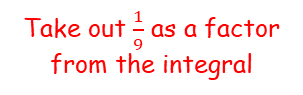 Take out 1/9 as a factor
from the integral